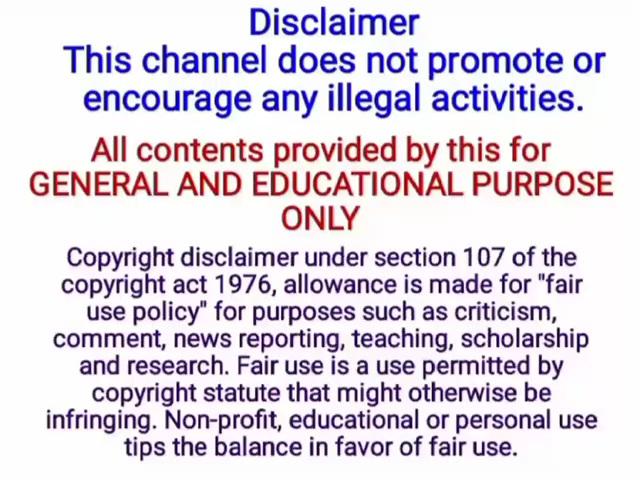 Disclaimer
This channel does not promote or
encourage any illegal activities.
All contents provided by this for
GENERAL AND EDUCATIONAL PURPOSE
ONLY
Copyright disclaimer under section 107 of the
copyright act 1976, allowance is made for "fair
use policy" for purposes such as criticism,
comment, news reporting, teaching, scholarship
and research. Fair use is a use permitted by
copyright statute that might otherwise be
infringing. Non-profit, educational or personal use
tips the balance in favor of fair use.